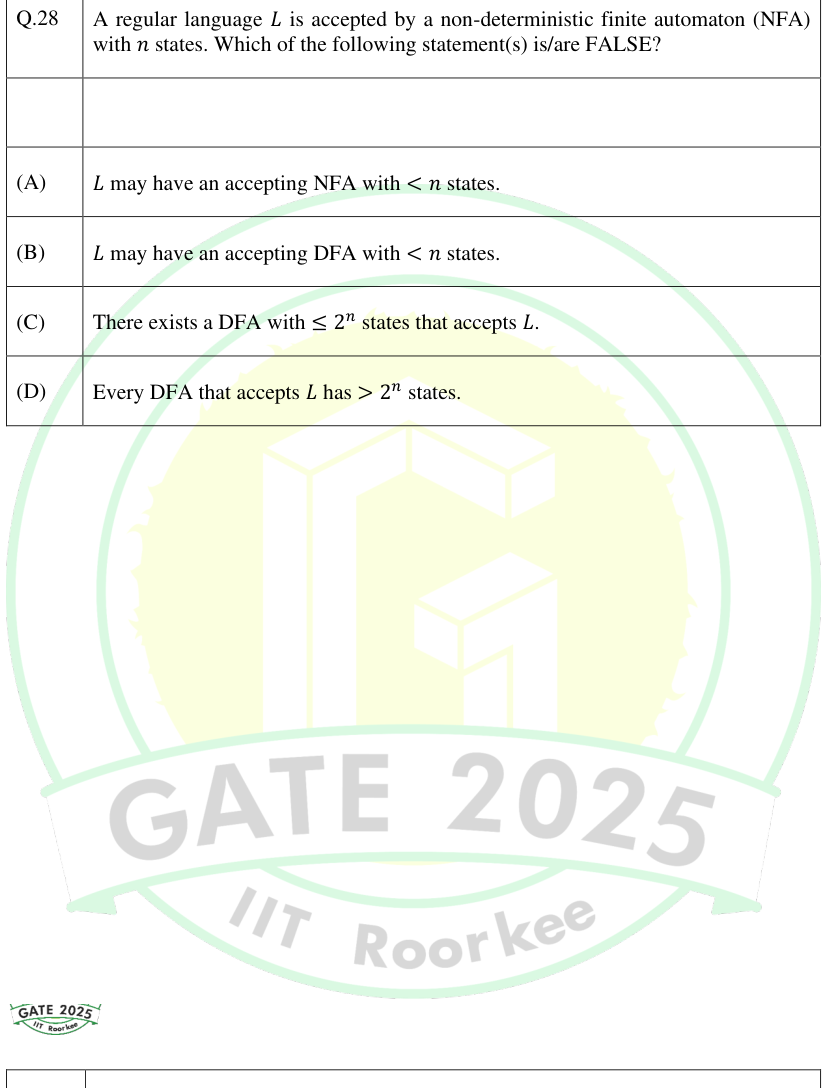 Q.28 A regular language L is accepted by a non-deterministic finite automaton (NFA)
with n states. Which of the following statement(s) is/are FALSE?
(A) L may have an accepting NFA with < n states.
(B) L may have an accepting DFA with < n states.
(C) There exists a DFA with ≤ 2ⁿ states that accepts L.
(D) Every DFA that accepts L has > 2ⁿ states.
GATE 2025
IIT Roorkee
GATE 2025
IIT Roorkee